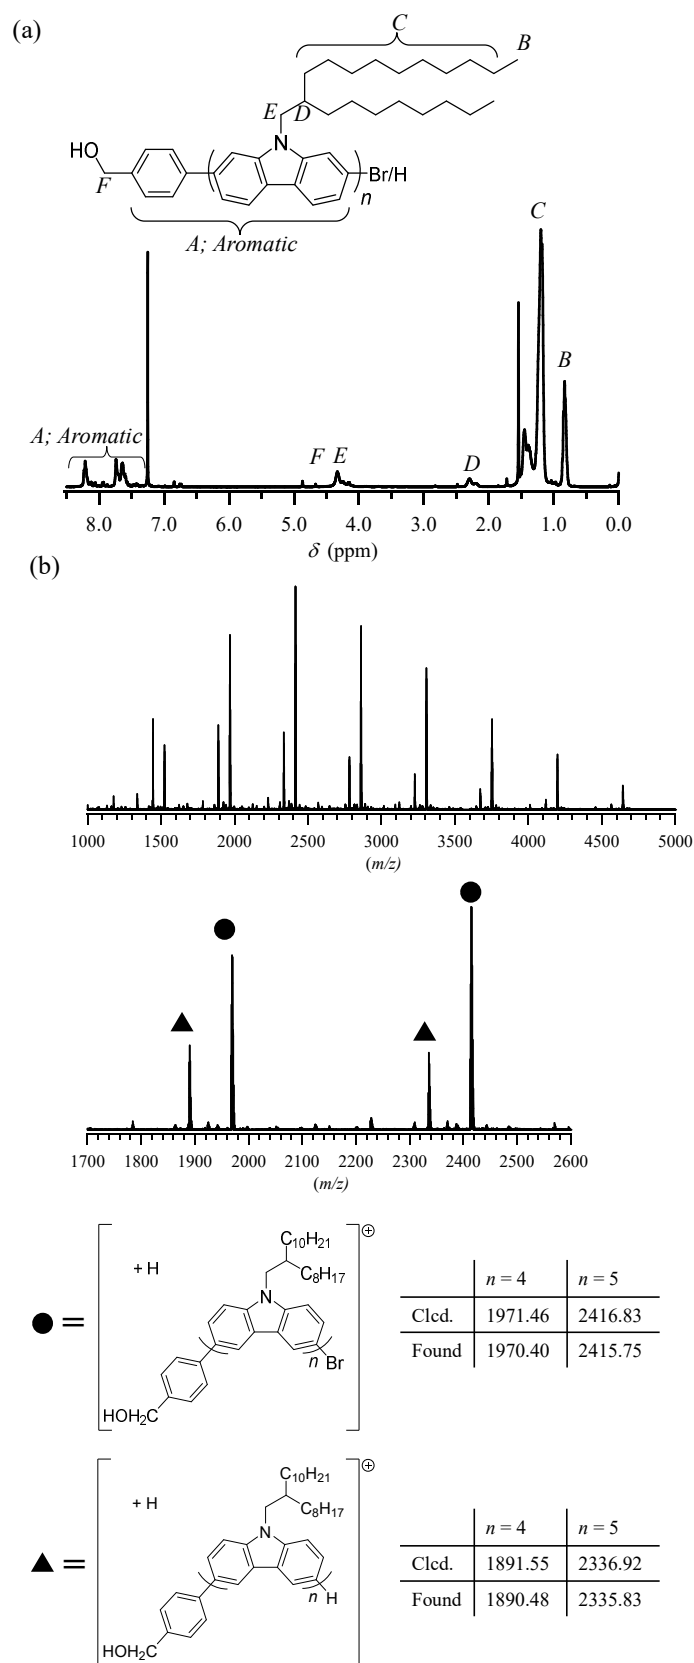 (a)
C
B
E
D
N
HO
F
Br/H
n
A; Aromatic
C
B
A; Aromatic
F E
D
8.0 7.0 6.0 5.0 4.0 3.0 2.0 1.0 0.0
δ (ppm)
(b)
1000 1500 2000 2500 3000 3500 4000 4500 5000
(m/z)
1700 1800 1900 2000 2100 2200 2300 2400 2500 2600
(m/z)
C10H21
+ H
C8H17
N
n
Br
HOH2C
=
⊕
n = 4 n = 5
Clcd. 1971.46 2416.83
Found 1970.40 2415.75
C10H21
+ H
C8H17
N
n
H
HOH2C
=
⊕
n = 4 n = 5
Clcd. 1891.55 2336.92
Found 1890.48 2335.83